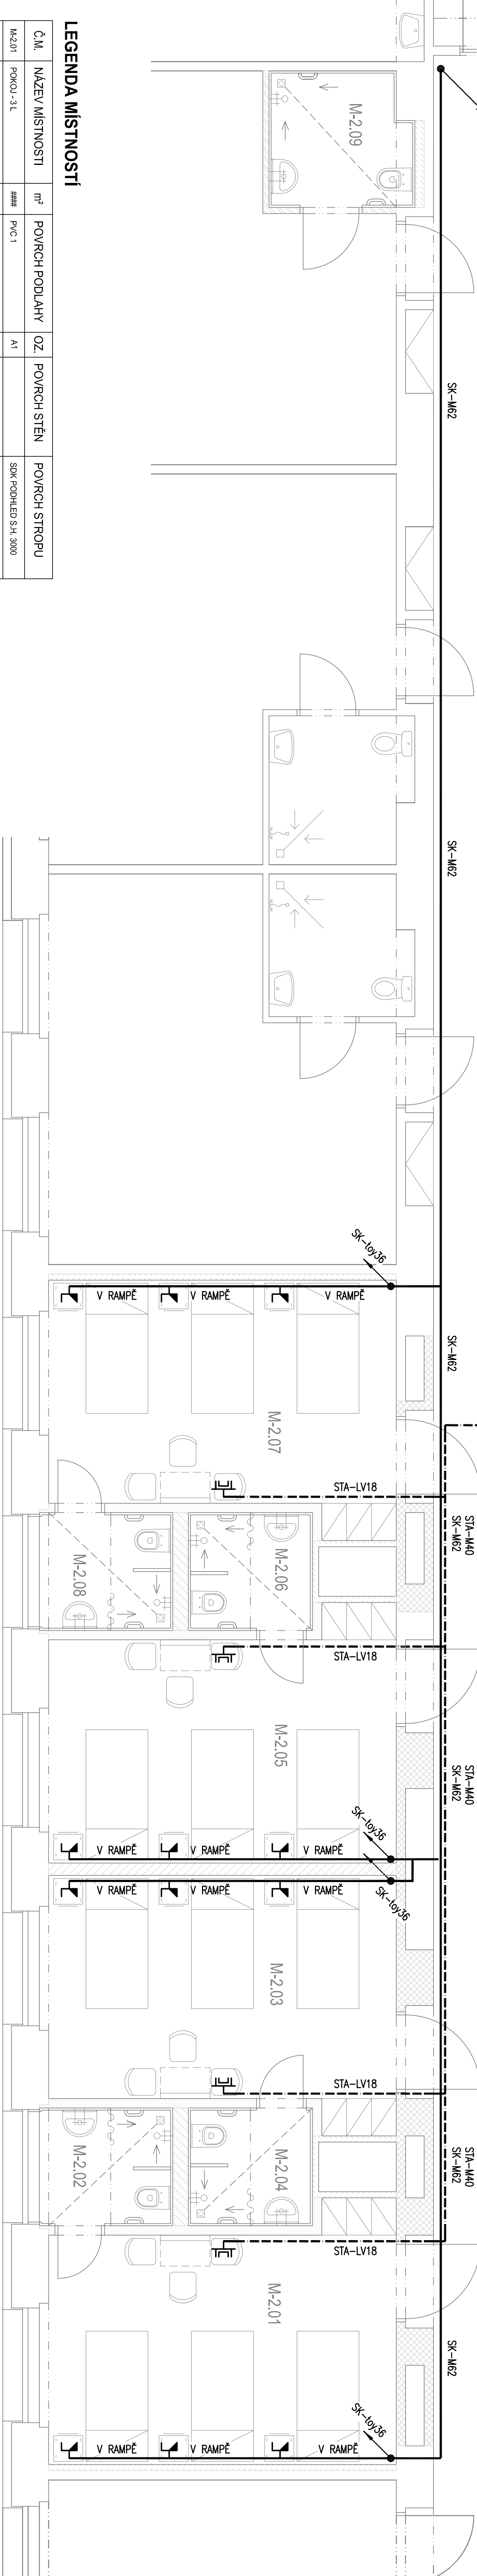 LEGENDA MÍSTNOSTÍ
Č.M. NÁZEV MÍSTNOSTI m² POVRCH PODLAHY OZ. POVRCH STĚN POVRCH STROPU
M-2.01 POKOJ - 3 L #### PVC 1 A1 SDK PODHLED S.H. 3000
M-2.09
SK-M62
SK-M62
SK-toy36
V RAMPĚ V RAMPĚ V RAMPĚ
SK-M62
M-2.07
STA-LV18
STA-M40
SK-M62
M-2.08
M-2.06
STA-LV18
M-2.05
STA-M40
SK-M62
SK-toy36
V RAMPĚ V RAMPĚ V RAMPĚ
SK-toy36
V RAMPĚ V RAMPĚ V RAMPĚ
M-2.03
STA-LV18
STA-M40
SK-M62
M-2.02
M-2.04
STA-LV18
M-2.01
SK-M62
SK-toy36
V RAMPĚ V RAMPĚ V RAMPĚ